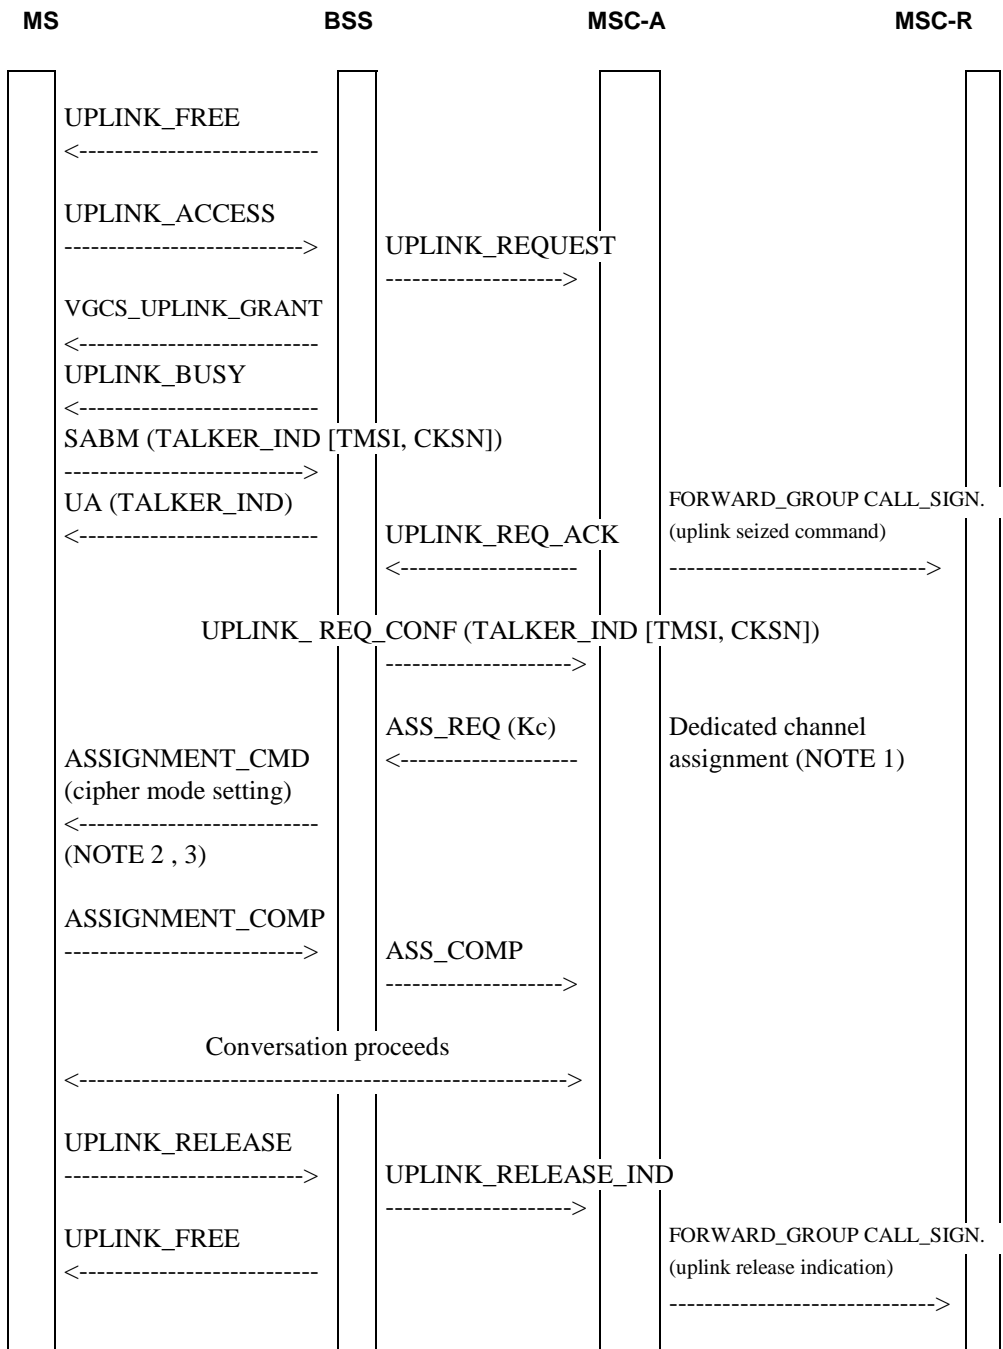 MS BSS MSC-A MSC-R
UPLINK_FREE
<---------------------------
UPLINK_ACCESS
---------------------------> UPLINK_REQUEST
-------------------->
VGCS_UPLINK_GRANT
<---------------------------
UPLINK_BUSY
<---------------------------
SABM (TALKER_IND [TMSI, CKSN])
--------------------------->
UA (TALKER_IND) FORWARD_GROUP CALL_SIGN.
<--------------------------- UPLINK_REQ_ACK (uplink seized command)
<-------------------- ----------------------------->
UPLINK_ REQ_CONF (TALKER_IND [TMSI, CKSN])
--------------------->
ASS_REQ (Kc) Dedicated channel
ASSIGNMENT_CMD <-------------------- assignment (NOTE 1)
(cipher mode setting)
<---------------------------
(NOTE 2 , 3)
ASSIGNMENT_COMP
---------------------------> ASS_COMP
-------------------->
Conversation proceeds
<------------------------------------------------------->
UPLINK_RELEASE
---------------------------> UPLINK_RELEASE_IND
--------------------->
UPLINK_FREE FORWARD_GROUP CALL_SIGN.
<--------------------------- (uplink release indication)
------------------------------>